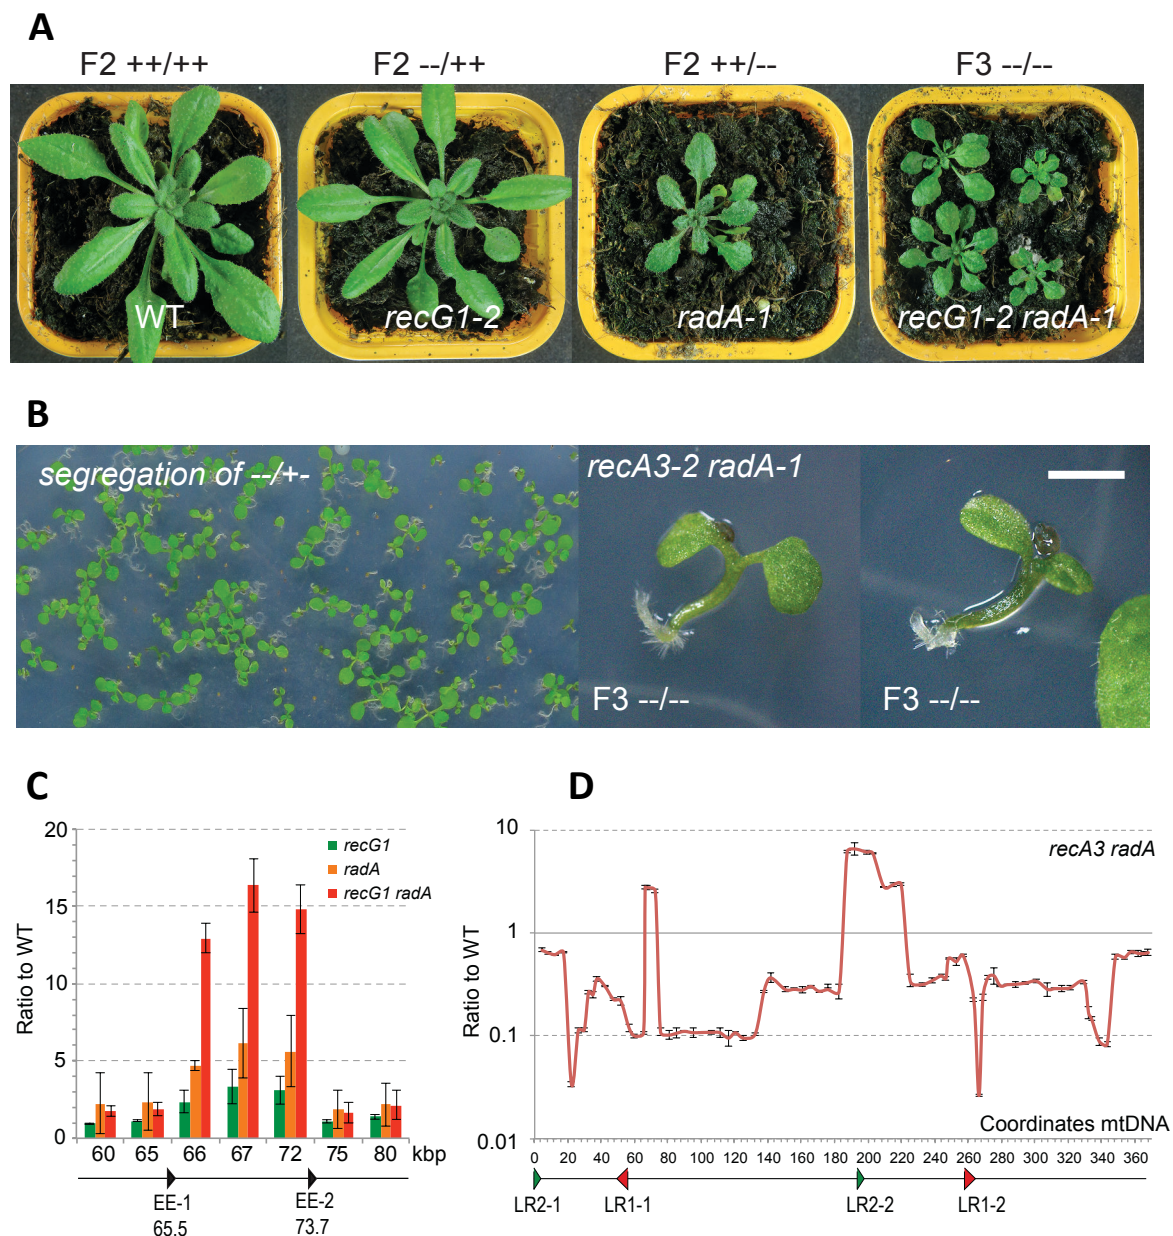 A
F2 ++/++ F2 --/++ F2 ++/-- F3 --/--
WT recG1-2 radA-1 recG1-2 radA-1
B
segregation of --/+- recA3-2 radA-1
F3 --/-- F3 --/--
C
20
15
10
5
0
Ratio to WT
recG1
radA
recG1 radA
60 65 66 67 72 75 80 kbp
EE-1 EE-2
65.5 73.7
D
10
1
0.1
0.01
Ratio to WT
recA3 radA
Coordinates mtDNA
0 20 40 60 80 100 120 140 160 180 200 220 240 260 280 300 320 340 360
LR2-1 LR1-1 LR2-2 LR1-2